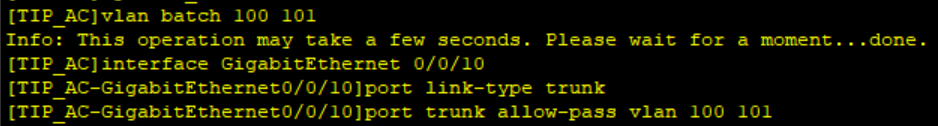 [TIP_AC]vlan batch 100 101
Info: This operation may take a few seconds. Please wait for a moment...done.
[TIP_AC]interface GigabitEthernet 0/0/10
[TIP_AC-GigabitEthernet0/0/10]port link-type trunk
[TIP_AC-GigabitEthernet0/0/10]port trunk allow-pass vlan 100 101